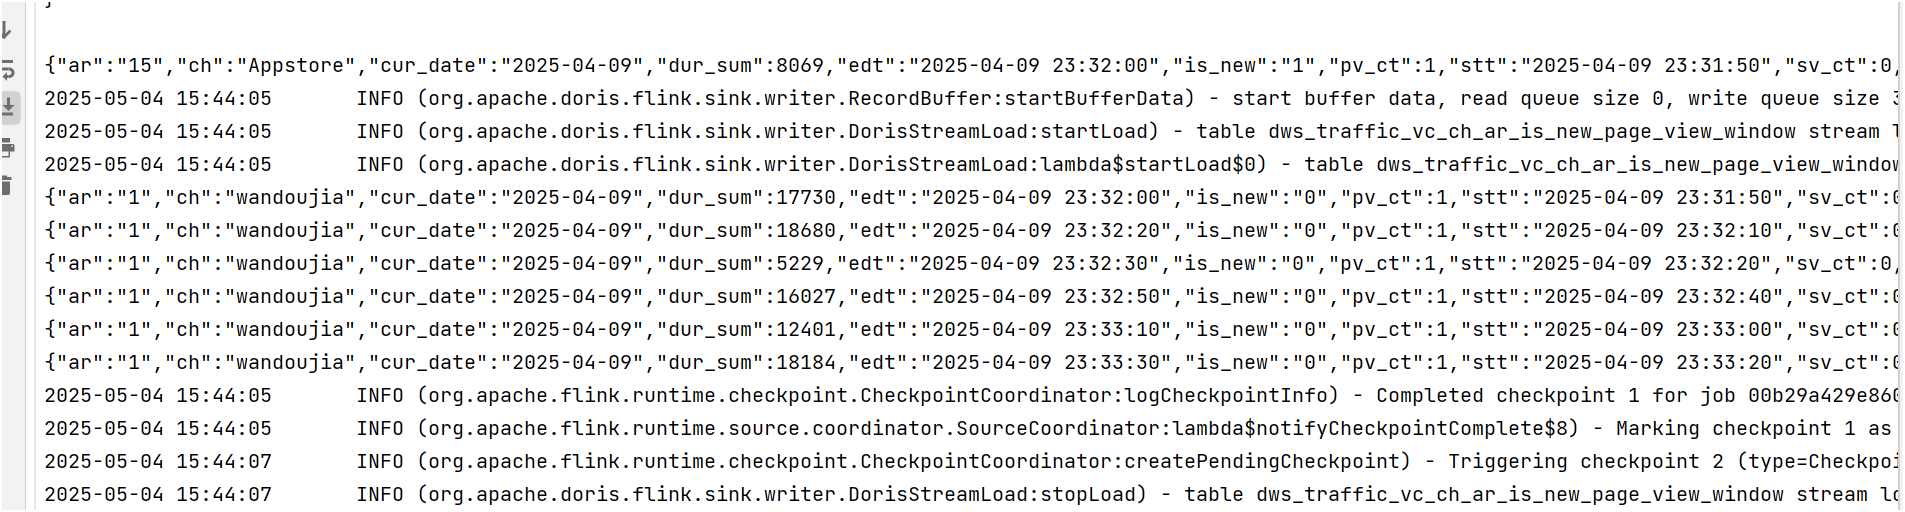 }
{"ar":"15","ch":"Appstore","cur_date":"2025-04-09","dur_sum":8069,"edt":"2025-04-09 23:32:00","is_new":"1","pv_ct":1,"stt":"2025-04-09 23:31:50","sv_ct":0,
2025-05-04 15:44:05       INFO (org.apache.doris.flink.sink.writer.RecordBuffer:startBufferData) - start buffer data, read queue size 0, write queue size 3
2025-05-04 15:44:05       INFO (org.apache.doris.flink.sink.writer.DorisStreamLoad:startLoad) - table dws_traffic_vc_ch_ar_is_new_page_view_window stream l
2025-05-04 15:44:05       INFO (org.apache.doris.flink.sink.writer.DorisStreamLoad:lambda$startLoad$0) - table dws_traffic_vc_ch_ar_is_new_page_view_window
{"ar":"1","ch":"wandoujia","cur_date":"2025-04-09","dur_sum":17730,"edt":"2025-04-09 23:32:00","is_new":"0","pv_ct":1,"stt":"2025-04-09 23:31:50","sv_ct":0
{"ar":"1","ch":"wandoujia","cur_date":"2025-04-09","dur_sum":18680,"edt":"2025-04-09 23:32:20","is_new":"0","pv_ct":1,"stt":"2025-04-09 23:32:10","sv_ct":0
{"ar":"1","ch":"wandoujia","cur_date":"2025-04-09","dur_sum":5229,"edt":"2025-04-09 23:32:30","is_new":"0","pv_ct":1,"stt":"2025-04-09 23:32:20","sv_ct":0,
{"ar":"1","ch":"wandoujia","cur_date":"2025-04-09","dur_sum":16027,"edt":"2025-04-09 23:32:50","is_new":"0","pv_ct":1,"stt":"2025-04-09 23:32:40","sv_ct":0
{"ar":"1","ch":"wandoujia","cur_date":"2025-04-09","dur_sum":12401,"edt":"2025-04-09 23:33:10","is_new":"0","pv_ct":1,"stt":"2025-04-09 23:33:00","sv_ct":0
{"ar":"1","ch":"wandoujia","cur_date":"2025-04-09","dur_sum":18184,"edt":"2025-04-09 23:33:30","is_new":"0","pv_ct":1,"stt":"2025-04-09 23:33:20","sv_ct":0
2025-05-04 15:44:05       INFO (org.apache.flink.runtime.checkpoint.CheckpointCoordinator:logCheckpointInfo) - Completed checkpoint 1 for job 00b29a429e860
2025-05-04 15:44:05       INFO (org.apache.flink.runtime.source.coordinator.SourceCoordinator:lambda$notifyCheckpointComplete$8) - Marking checkpoint 1 as
2025-05-04 15:44:07       INFO (org.apache.flink.runtime.checkpoint.CheckpointCoordinator:createPendingCheckpoint) - Triggering checkpoint 2 (type=Checkpoi
2025-05-04 15:44:07       INFO (org.apache.doris.flink.sink.writer.DorisStreamLoad:stopLoad) - table dws_traffic_vc_ch_ar_is_new_page_view_window stream lo